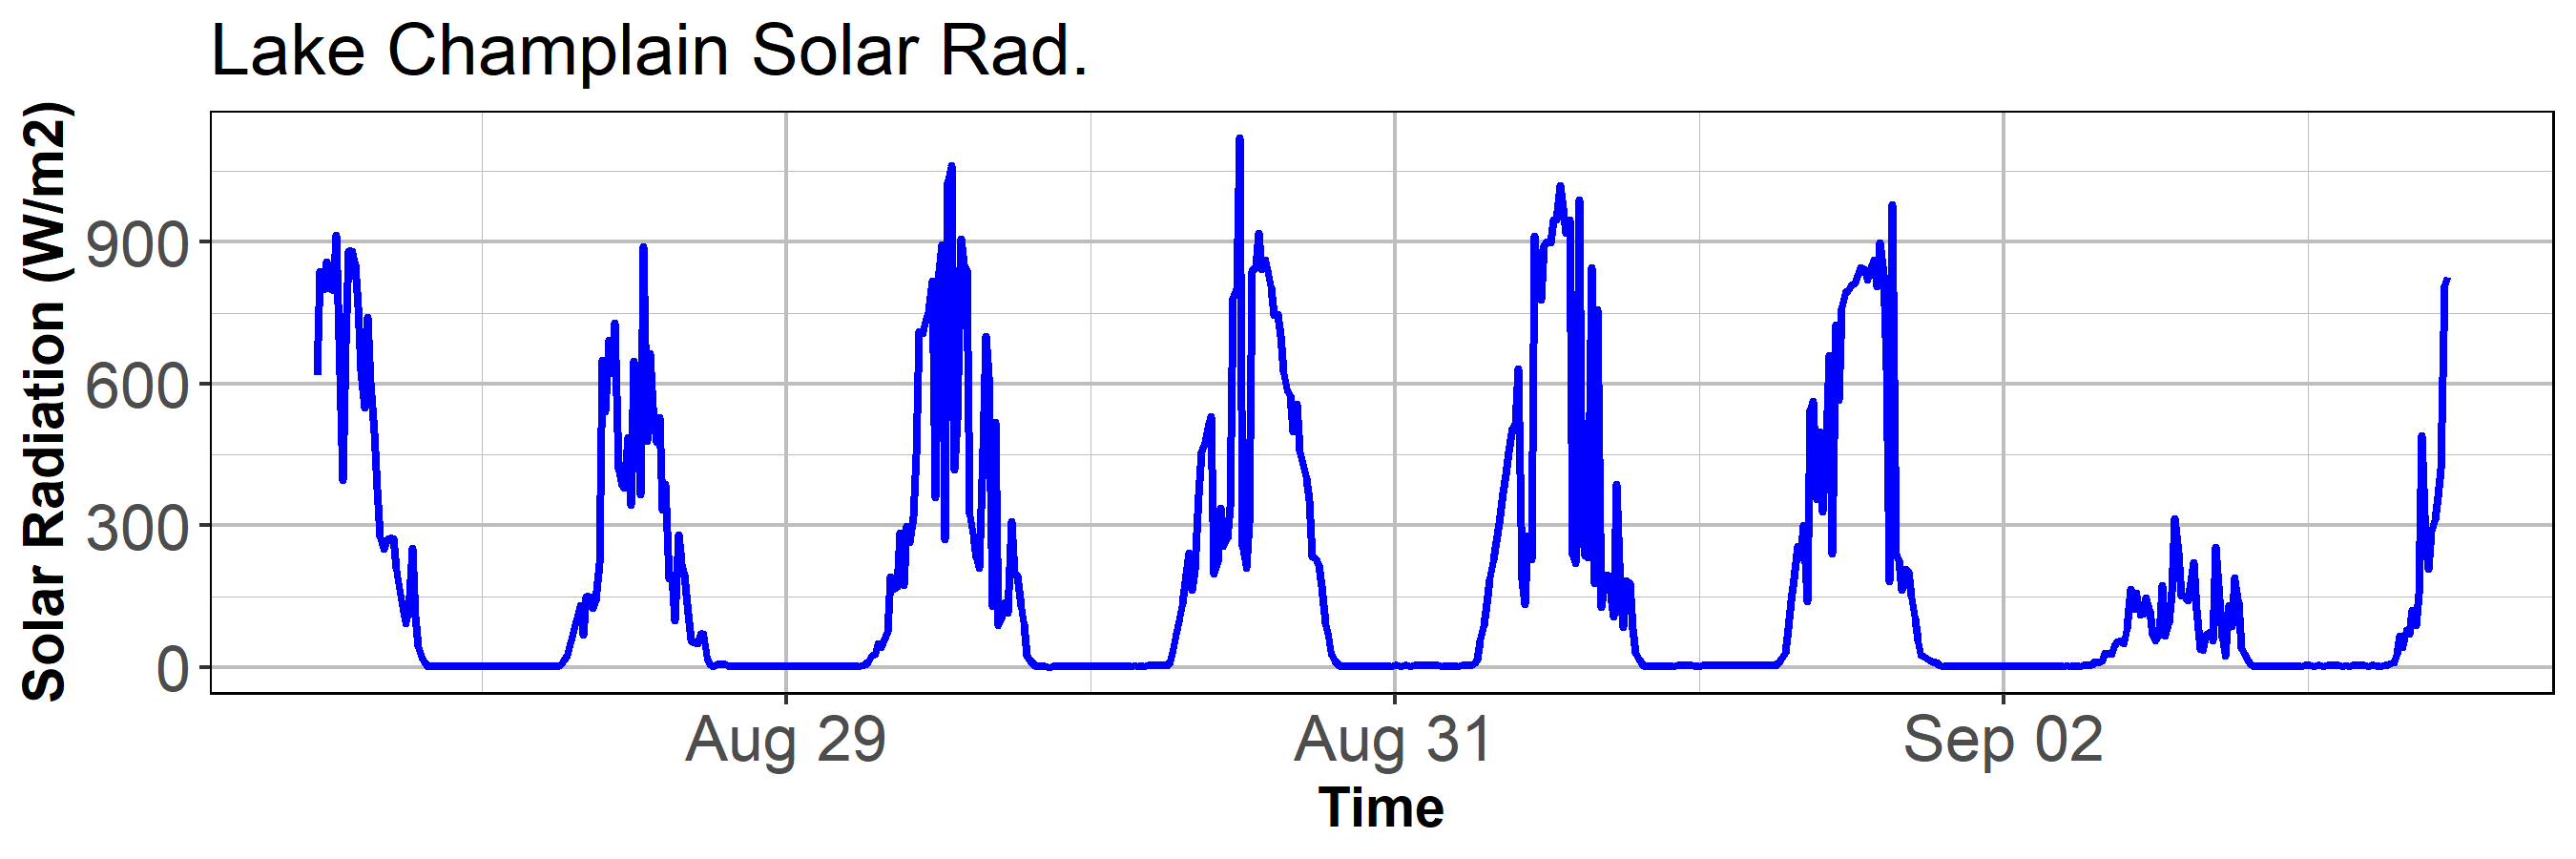 Lake Champlain Solar Rad.
Solar Radiation (W/m2)
900
600
300
0
Aug 29 Aug 31 Sep 02
Time